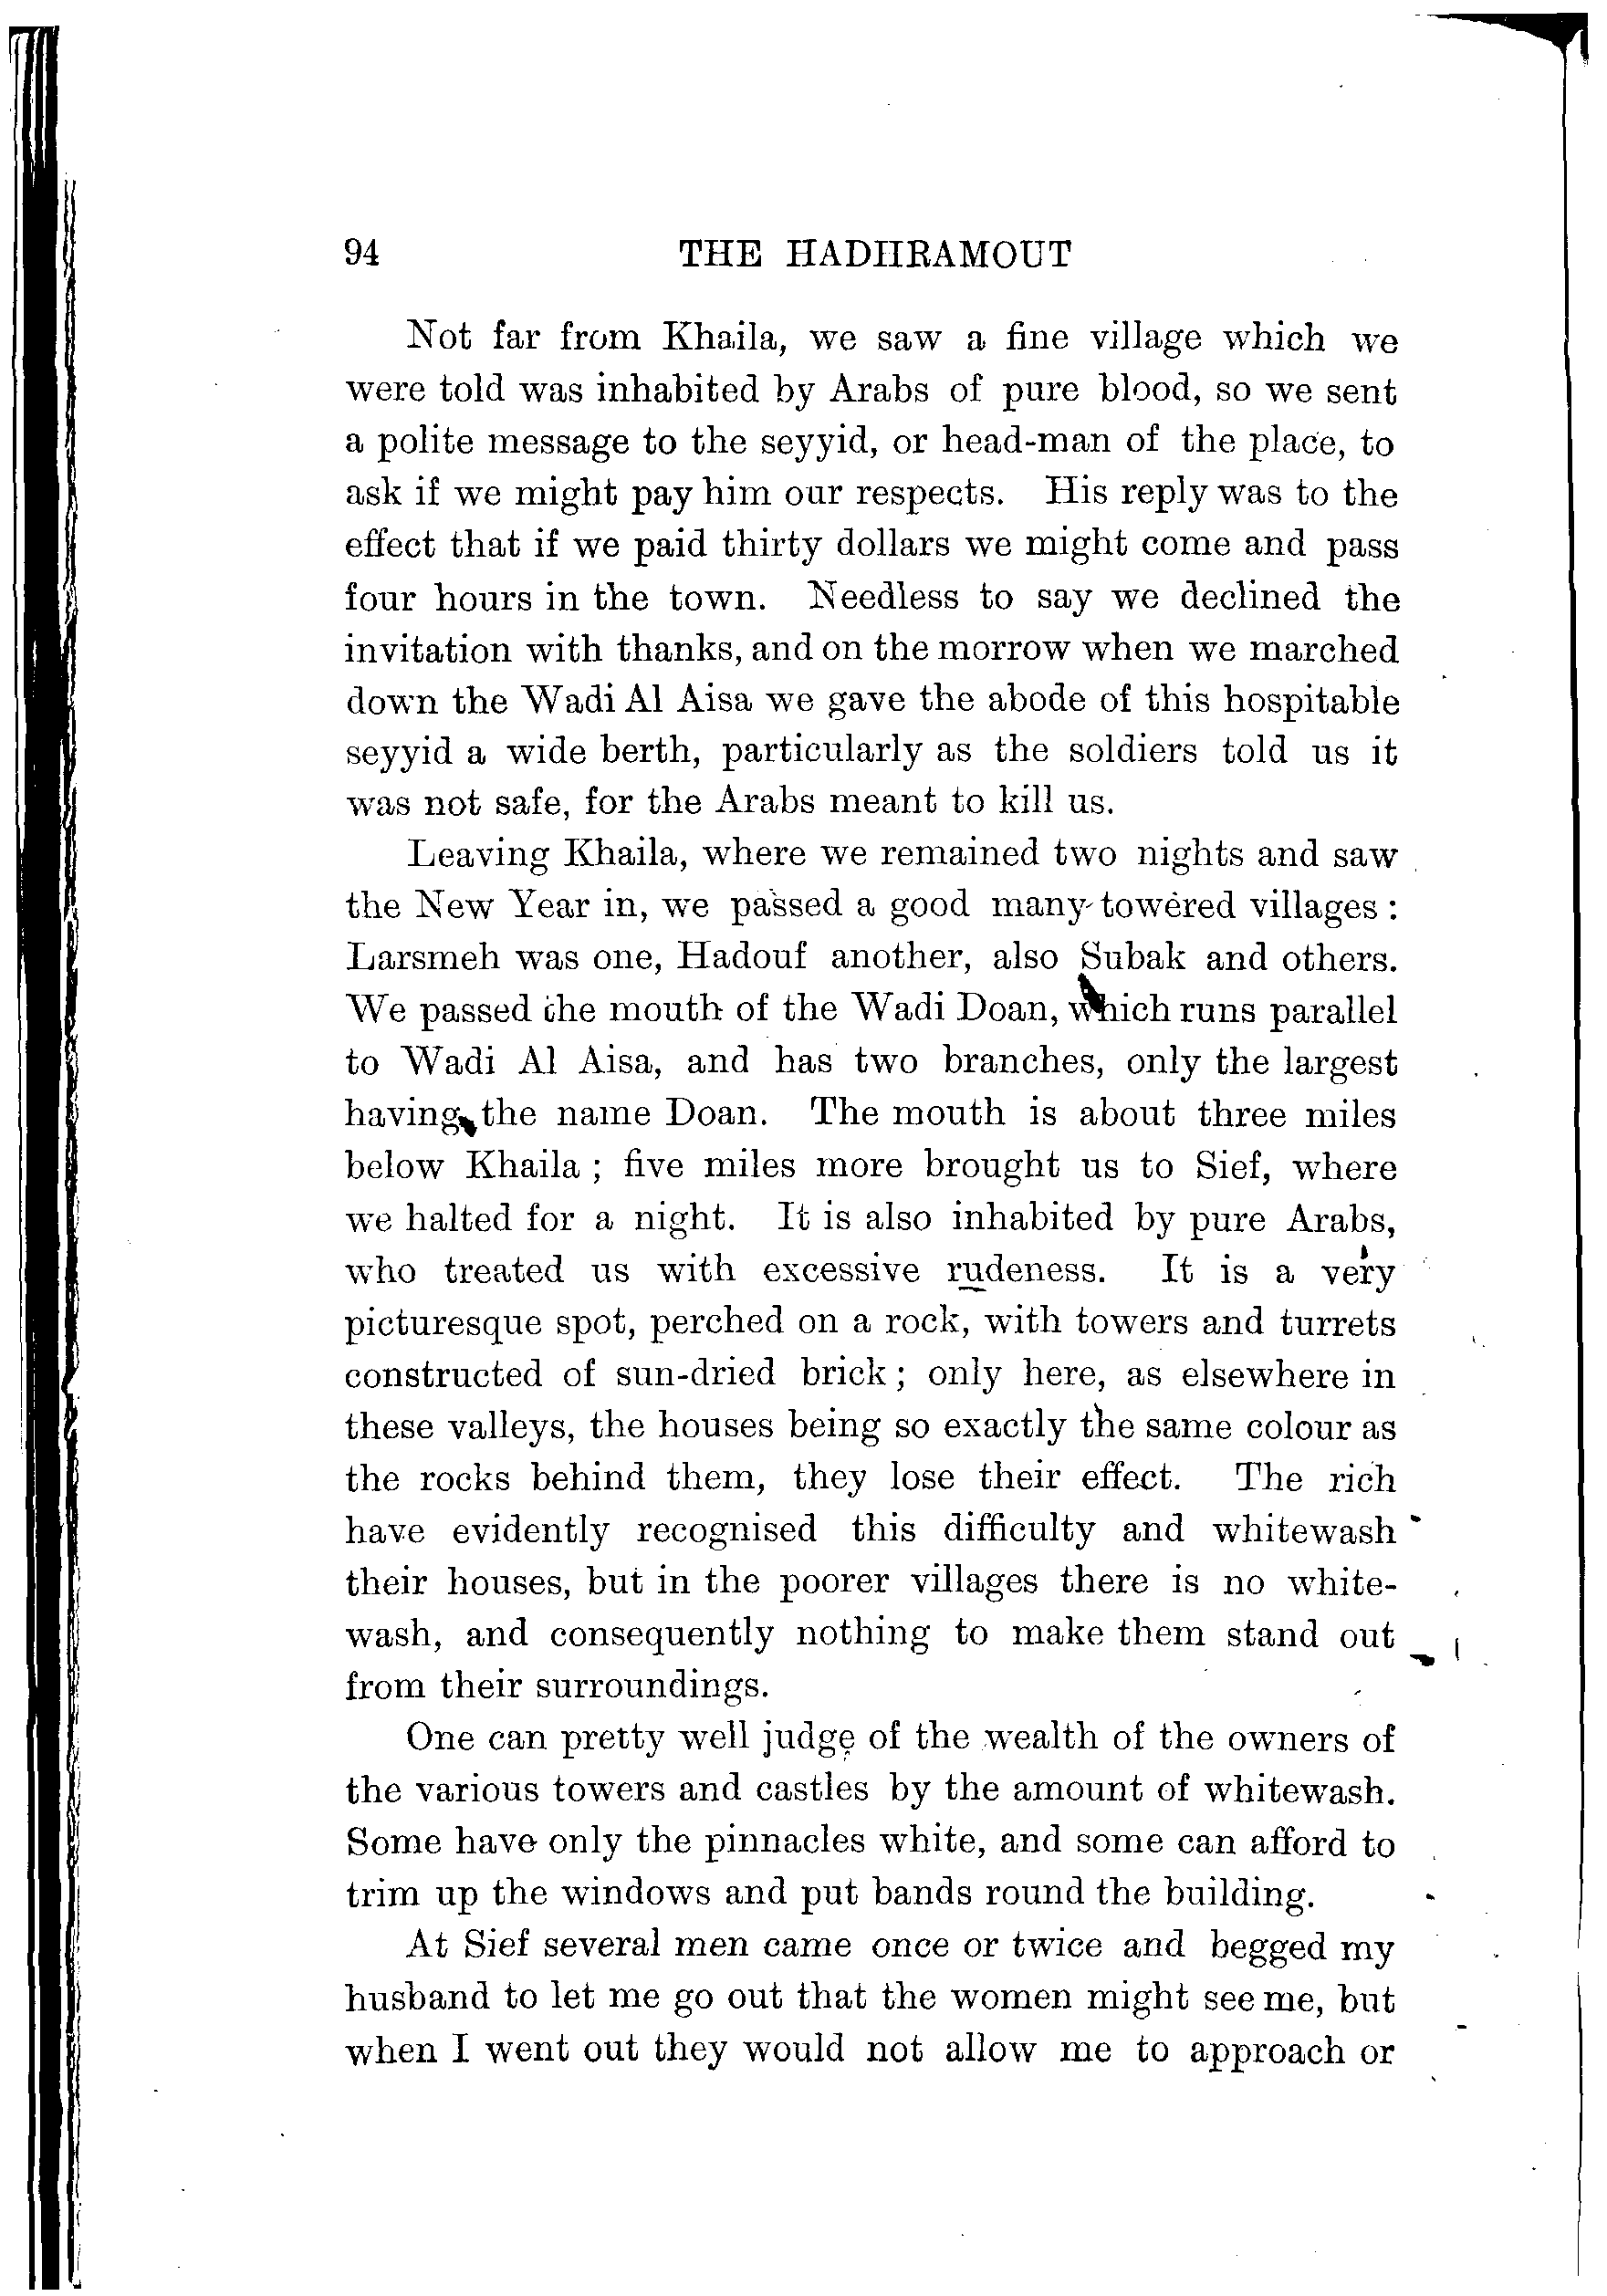 94 THE HADHRAMOUT
Not far from Khaila, we saw a fine village which we
were told was inhabited by Arabs of pure blood, so we sent
a polite message to the seyyid, or head-man of the place, to
ask if we might pay him our respects. His reply was to the
effect that if we paid thirty dollars we might come and pass
four hours in the town. Needless to say we declined the
invitation with thanks, and on the morrow when we marched
down the Wadi Al Aisa we gave the abode of this hospitable
seyyid a wide berth, particularly as the soldiers told us it
was not safe, for the Arabs meant to kill us.
Leaving Khaila, where we remained two nights and saw
the New Year in, we passed a good many towered villages :
Larsmeh was one, Hadouf another, also Subak and others.
We passed the mouth of the Wadi Doan, which runs parallel
to Wadi Al Aisa, and has two branches, only the largest
having the name Doan. The mouth is about three miles
below Khaila ; five miles more brought us to Sief, where
we halted for a night. It is also inhabited by pure Arabs,
who treated us with excessive rudeness. It is a very
picturesque spot, perched on a rock, with towers and turrets
constructed of sun-dried brick ; only here, as elsewhere in
these valleys, the houses being so exactly the same colour as
the rocks behind them, they lose their effect. The rich
have evidently recognised this difficulty and whitewash
their houses, but in the poorer villages there is no white-
wash, and consequently nothing to make them stand out
from their surroundings.
One can pretty well judge of the wealth of the owners of
the various towers and castles by the amount of whitewash.
Some have only the pinnacles white, and some can afford to
trim up the windows and put bands round the building.
At Sief several men came once or twice and begged my
husband to let me go out that the women might see me, but
when I went out they would not allow me to approach or